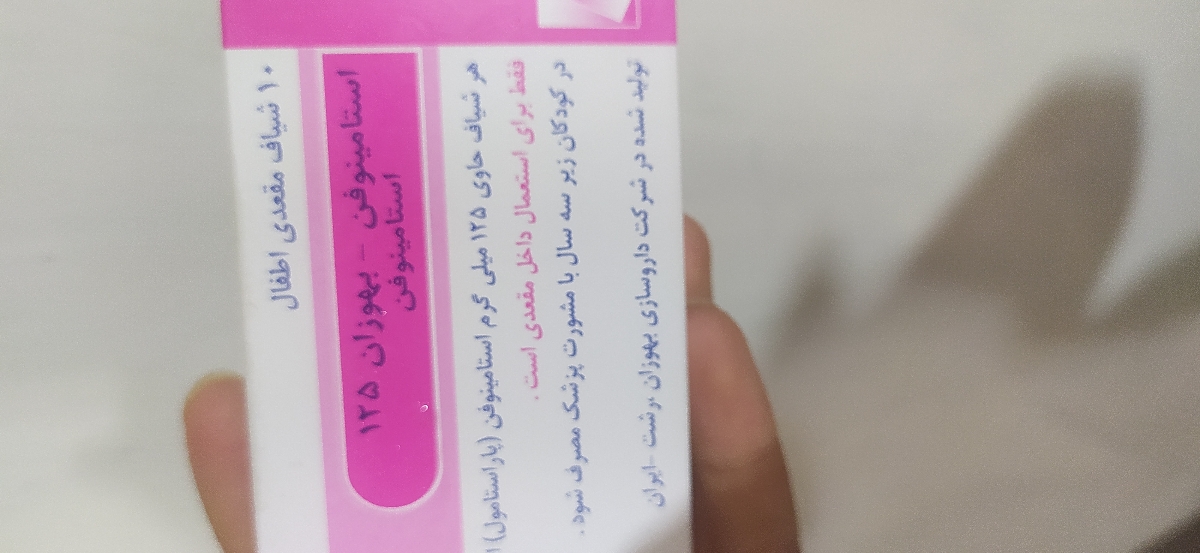 ۱۰ شیاف مقعدی اطفال
استامینوفن - بهوزان ۱۲۵
استامینوفن
هر شیاف حاوی ۱۲۵ میلی گرم استامینوفن (پاراستامول) ا
فقط برای استعمال داخل مقعدی است .
در کودکان زیر سه سال با مشورت پزشک مصرف شود .
تولید شده در شرکت داروسازی بهوزان ،رشت -ایران